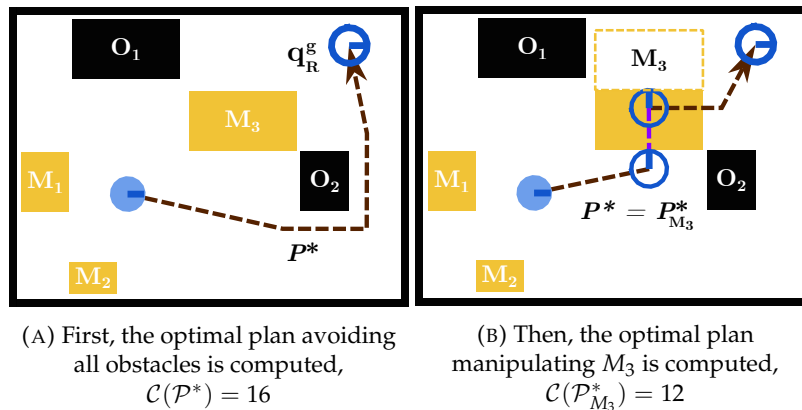 O₁
q_R^g
M₃
M₁
O₂
M₂
P*
(A) First, the optimal plan avoiding
all obstacles is computed,
C(P*) = 16
O₁
M₃
M₁
O₂
P* = P*_M₃
M₂
(B) Then, the optimal plan
manipulating M₃ is computed,
C(P*_M₃) = 12